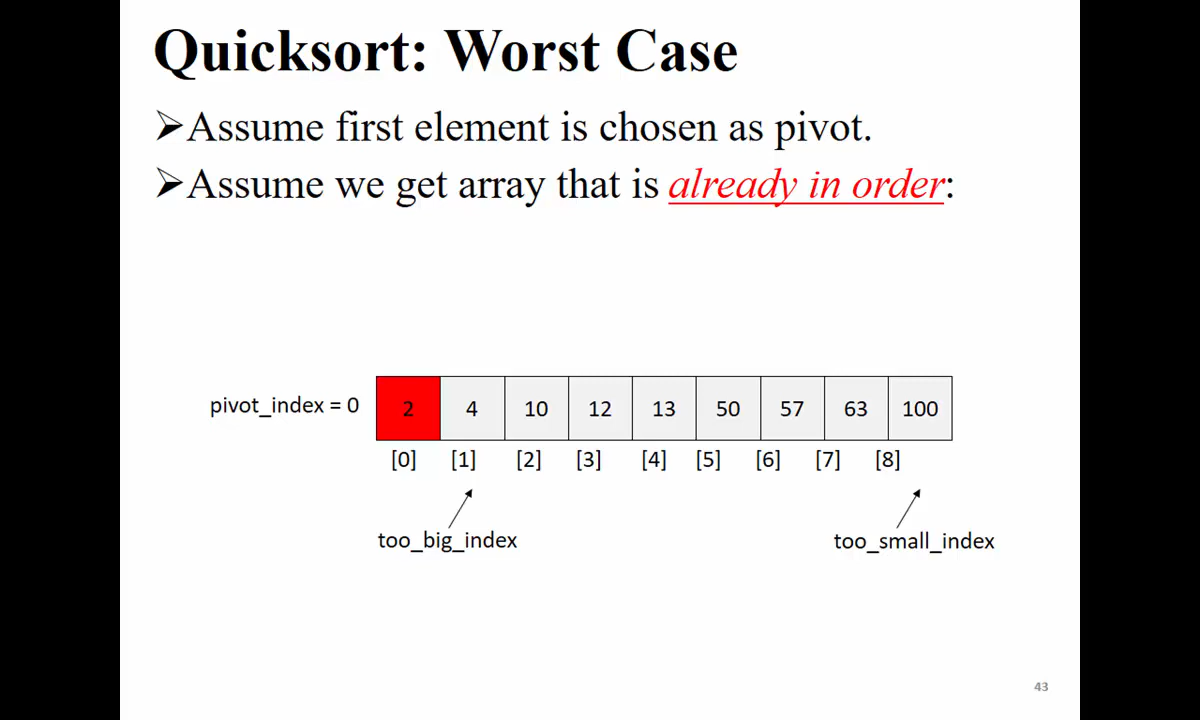 Quicksort: Worst Case
➢Assume first element is chosen as pivot.
➢Assume we get array that is already in order:
pivot_index = 0 2 4 10 12 13 50 57 63 100
[0] [1] [2] [3] [4] [5] [6] [7] [8]
too_big_index too_small_index
43